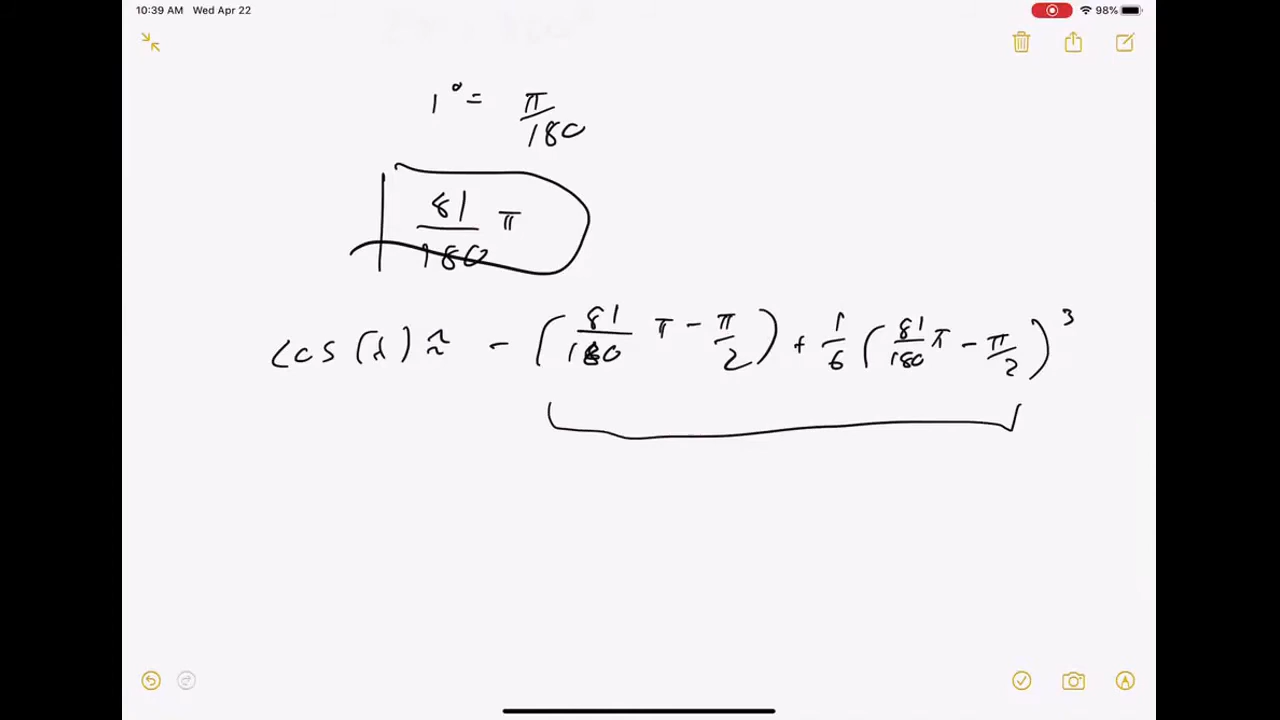 10:39 AM Wed Apr 22 98%
1° = π/180
81/180 π
cos(x) ≈ - (81/180 π - π/2) + 1/6 (81/180 π - π/2)³